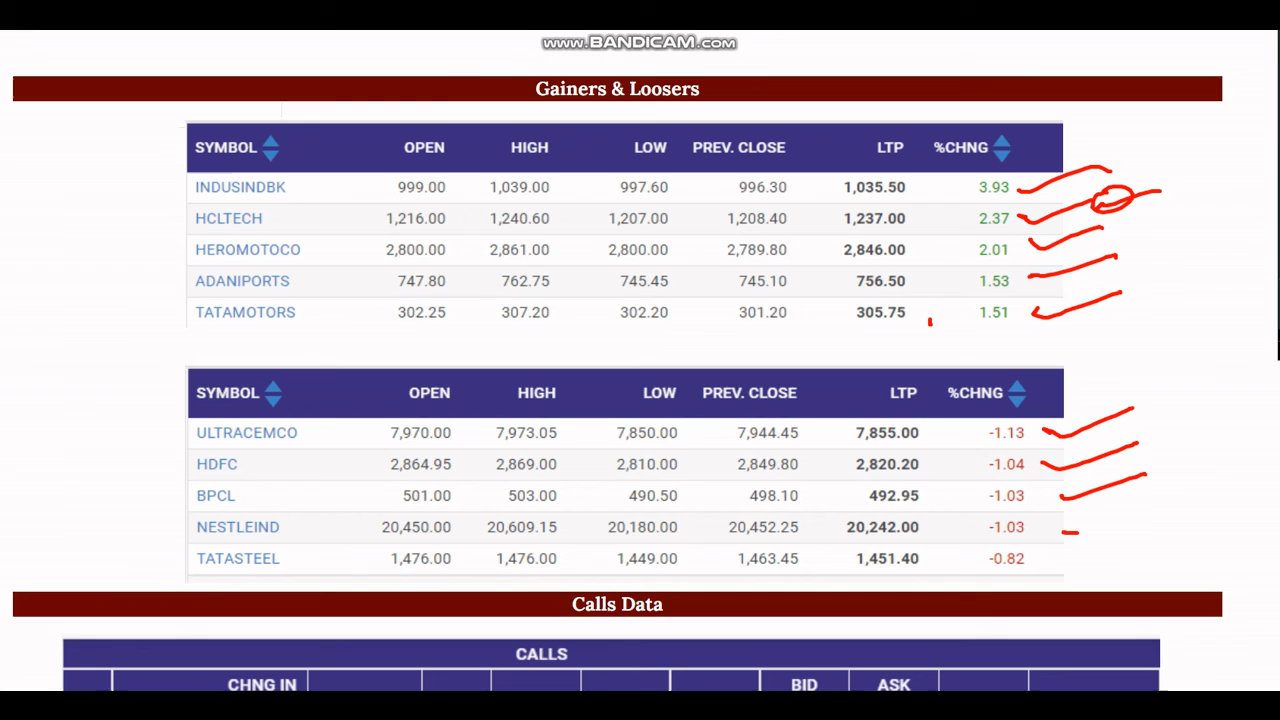 www.BANDICAM.com
Gainers & Loosers
SYMBOL OPEN HIGH LOW PREV. CLOSE LTP %CHNG
INDUSINDBK 999.00 1,039.00 997.60 996.30 1,035.50 3.93
HCLTECH 1,216.00 1,240.60 1,207.00 1,208.40 1,237.00 2.37
HEROMOTOCO 2,800.00 2,861.00 2,800.00 2,789.80 2,846.00 2.01
ADANIPORTS 747.80 762.75 745.45 745.10 756.50 1.53
TATAMOTORS 302.25 307.20 302.20 301.20 305.75 1.51
SYMBOL OPEN HIGH LOW PREV. CLOSE LTP %CHNG
ULTRACEMCO 7,970.00 7,973.05 7,850.00 7,944.45 7,855.00 -1.13
HDFC 2,864.95 2,869.00 2,810.00 2,849.80 2,820.20 -1.04
BPCL 501.00 503.00 490.50 498.10 492.95 -1.03
NESTLEIND 20,450.00 20,609.15 20,180.00 20,452.25 20,242.00 -1.03
TATASTEEL 1,476.00 1,476.00 1,449.00 1,463.45 1,451.40 -0.82
Calls Data
CALLS
CHNG IN BID ASK